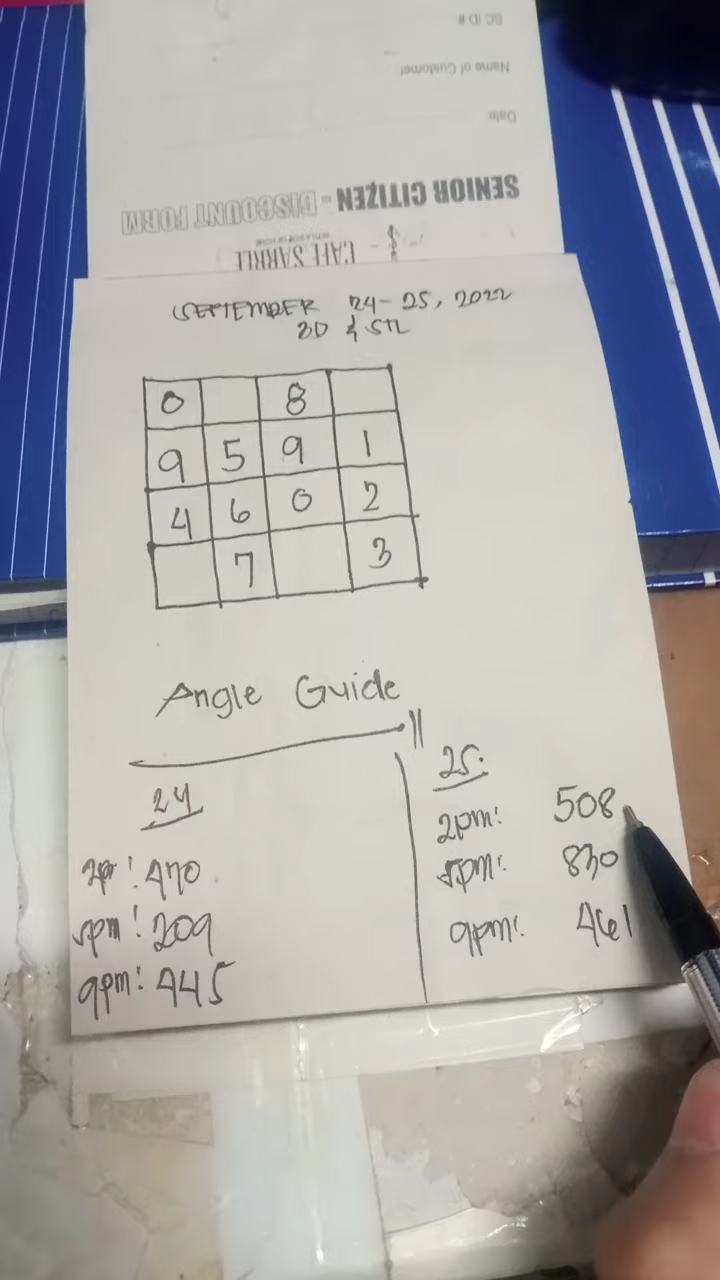 SC ID #
Name of Customer
Date
SENIOR CITIZEN - DISCOUNT FORM
SEPTEMBER 24-25, 2022
3D & STL
0 8
9 5 9 1
4 6 0 2
7 3
Angle Guide
24
2pm: 470
5pm: 209
9pm: 445
25
2pm: 508
5pm: 830
9pm: 461